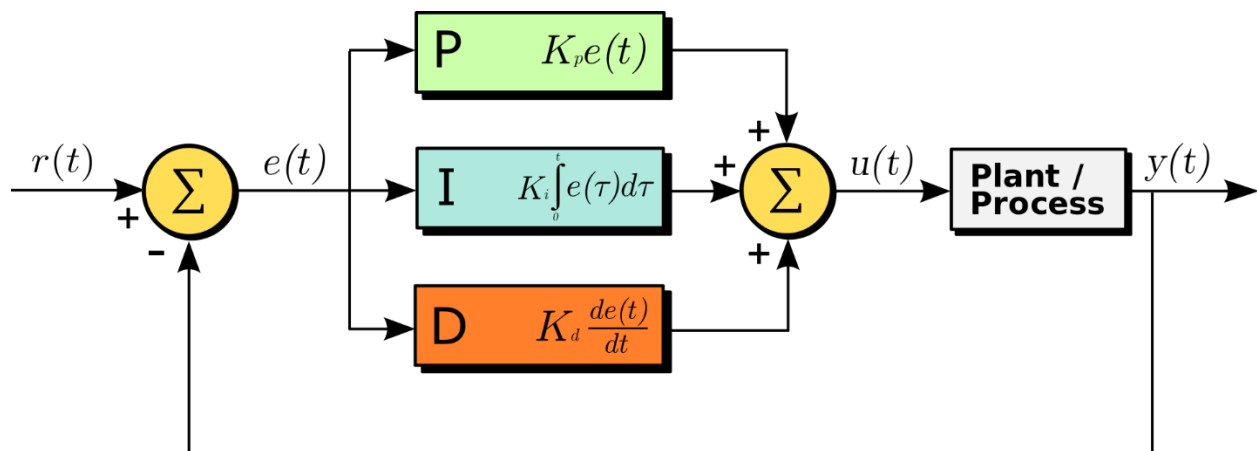 P K_p e(t)
r(t) + - Σ e(t)
I K_i ∫_0^t e(τ)dτ
+ + + Σ u(t)
Plant /
Process
y(t)
D K_d de(t)/dt